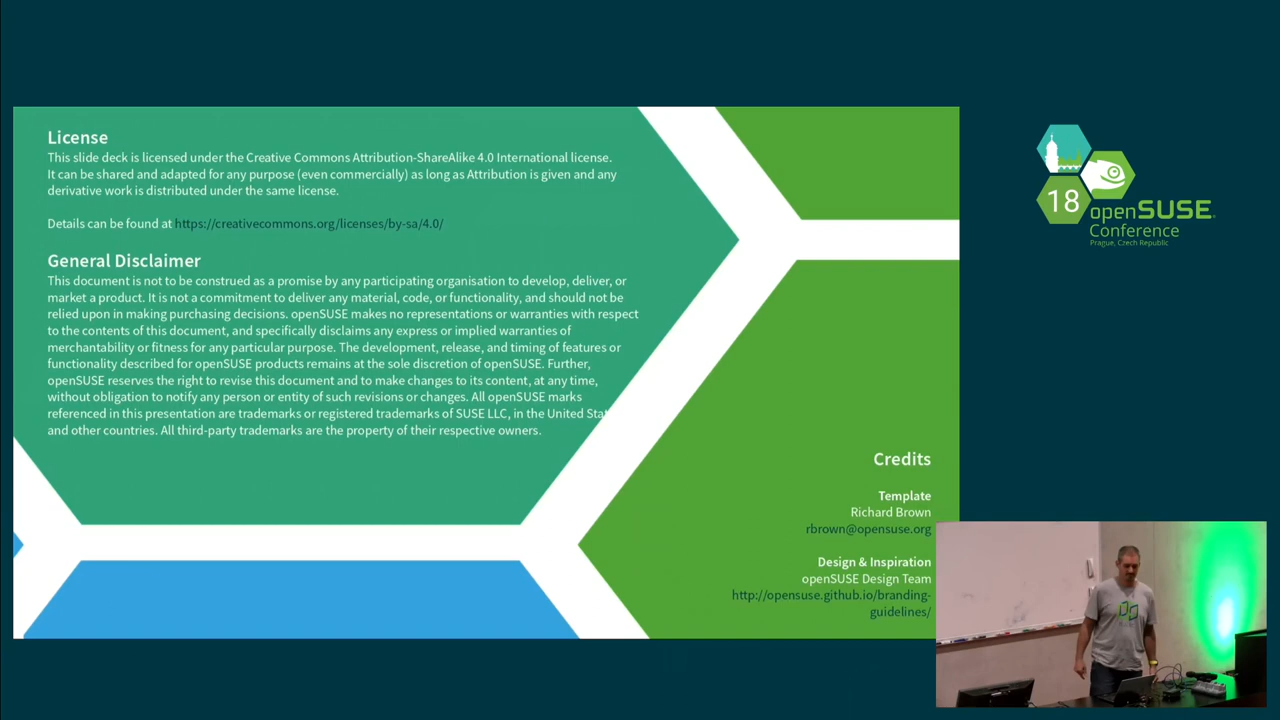 License
This slide deck is licensed under the Creative Commons Attribution-ShareAlike 4.0 International license.
It can be shared and adapted for any purpose (even commercially) as long as Attribution is given and any
derivative work is distributed under the same license.
Details can be found at https://creativecommons.org/licenses/by-sa/4.0/
General Disclaimer
This document is not to be construed as a promise by any participating organisation to develop, deliver, or
market a product. It is not a commitment to deliver any material, code, or functionality, and should not be
relied upon in making purchasing decisions. openSUSE makes no representations or warranties with respect
to the contents of this document, and specifically disclaims any express or implied warranties of
merchantability or fitness for any particular purpose. The development, release, and timing of features or
functionality described for openSUSE products remains at the sole discretion of openSUSE. Further,
openSUSE reserves the right to revise this document and to make changes to its content, at any time,
without obligation to notify any person or entity of such revisions or changes. All openSUSE marks
referenced in this presentation are trademarks or registered trademarks of SUSE LLC, in the United Stat
and other countries. All third-party trademarks are the property of their respective owners.
Credits
Template
Richard Brown
rbrown@opensuse.org
Design & Inspiration
openSUSE Design Team
http://opensuse.github.io/branding-
guidelines/
18
openSUSE
Conference
Prague, Czech Republic